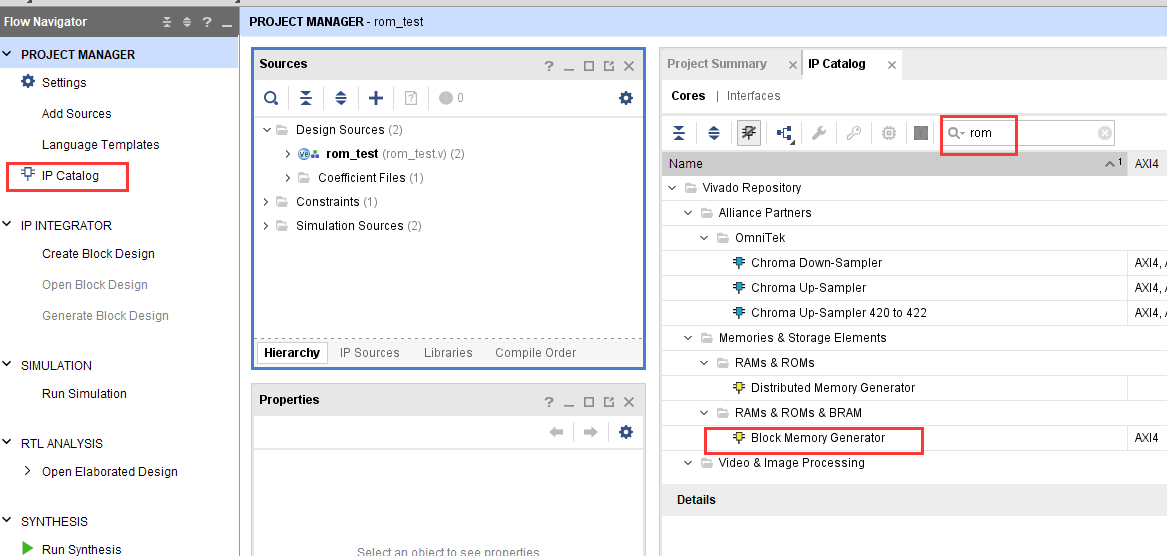 Flow Navigator
PROJECT MANAGER
Settings
Add Sources
Language Templates
IP Catalog
IP INTEGRATOR
Create Block Design
Open Block Design
Generate Block Design
SIMULATION
Run Simulation
RTL ANALYSIS
Open Elaborated Design
SYNTHESIS
Run Synthesis
PROJECT MANAGER - rom_test
Sources
0
Design Sources (2)
rom_test (rom_test.v) (2)
Coefficient Files (1)
Constraints (1)
Simulation Sources (2)
Hierarchy IP Sources Libraries Compile Order
Properties
Select an object to see properties
Project Summary IP Catalog
Cores | Interfaces
rom
Name 1 AXI4
Vivado Repository
Alliance Partners
OmniTek
Chroma Down-Sampler AXI4, A
Chroma Up-Sampler AXI4, A
Chroma Up-Sampler 420 to 422 AXI4, A
Memories & Storage Elements
RAMs & ROMs
Distributed Memory Generator
RAMs & ROMs & BRAM
Block Memory Generator AXI4
Video & Image Processing
Details